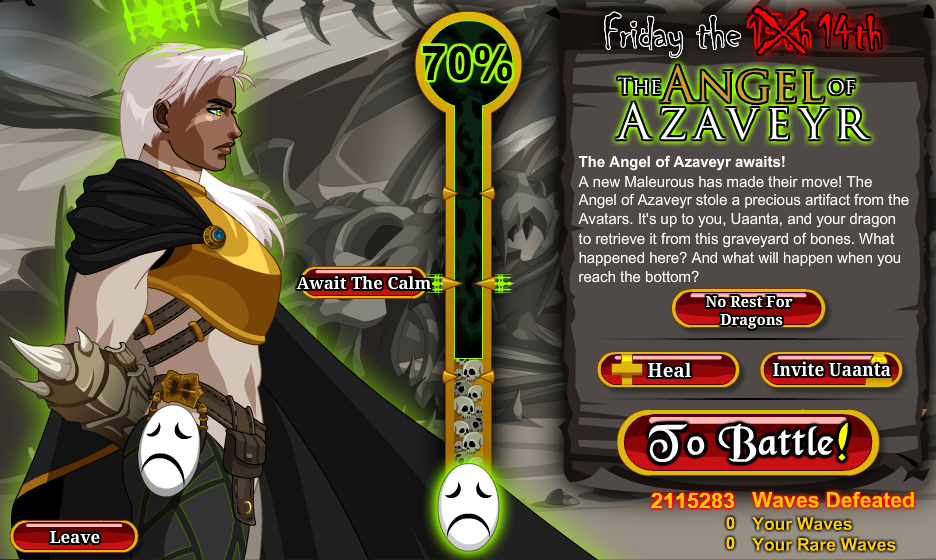 70%
Await The Calm
Leave
Friday the 13th 14th
THE ANGEL OF
AZAVEYR
The Angel of Azaveyr awaits!
A new Maleurous has made their move! The
Angel of Azaveyr stole a precious artifact from the
Avatars. It's up to you, Uaanta, and your dragon
to retrieve it from this graveyard of bones. What
happened here? And what will happen when you
reach the bottom?
No Rest For
Dragons
Heal
Invite Uaanta
To Battle!
2115283 Waves Defeated
0 Your Waves
0 Your Rare Waves